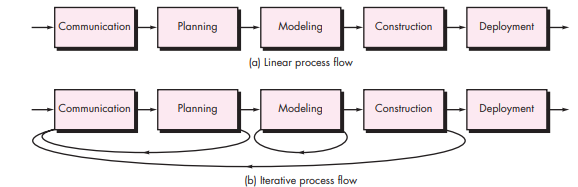 Communication Planning Modeling Construction Deployment
(a) Linear process flow
Communication Planning Modeling Construction Deployment
(b) Iterative process flow